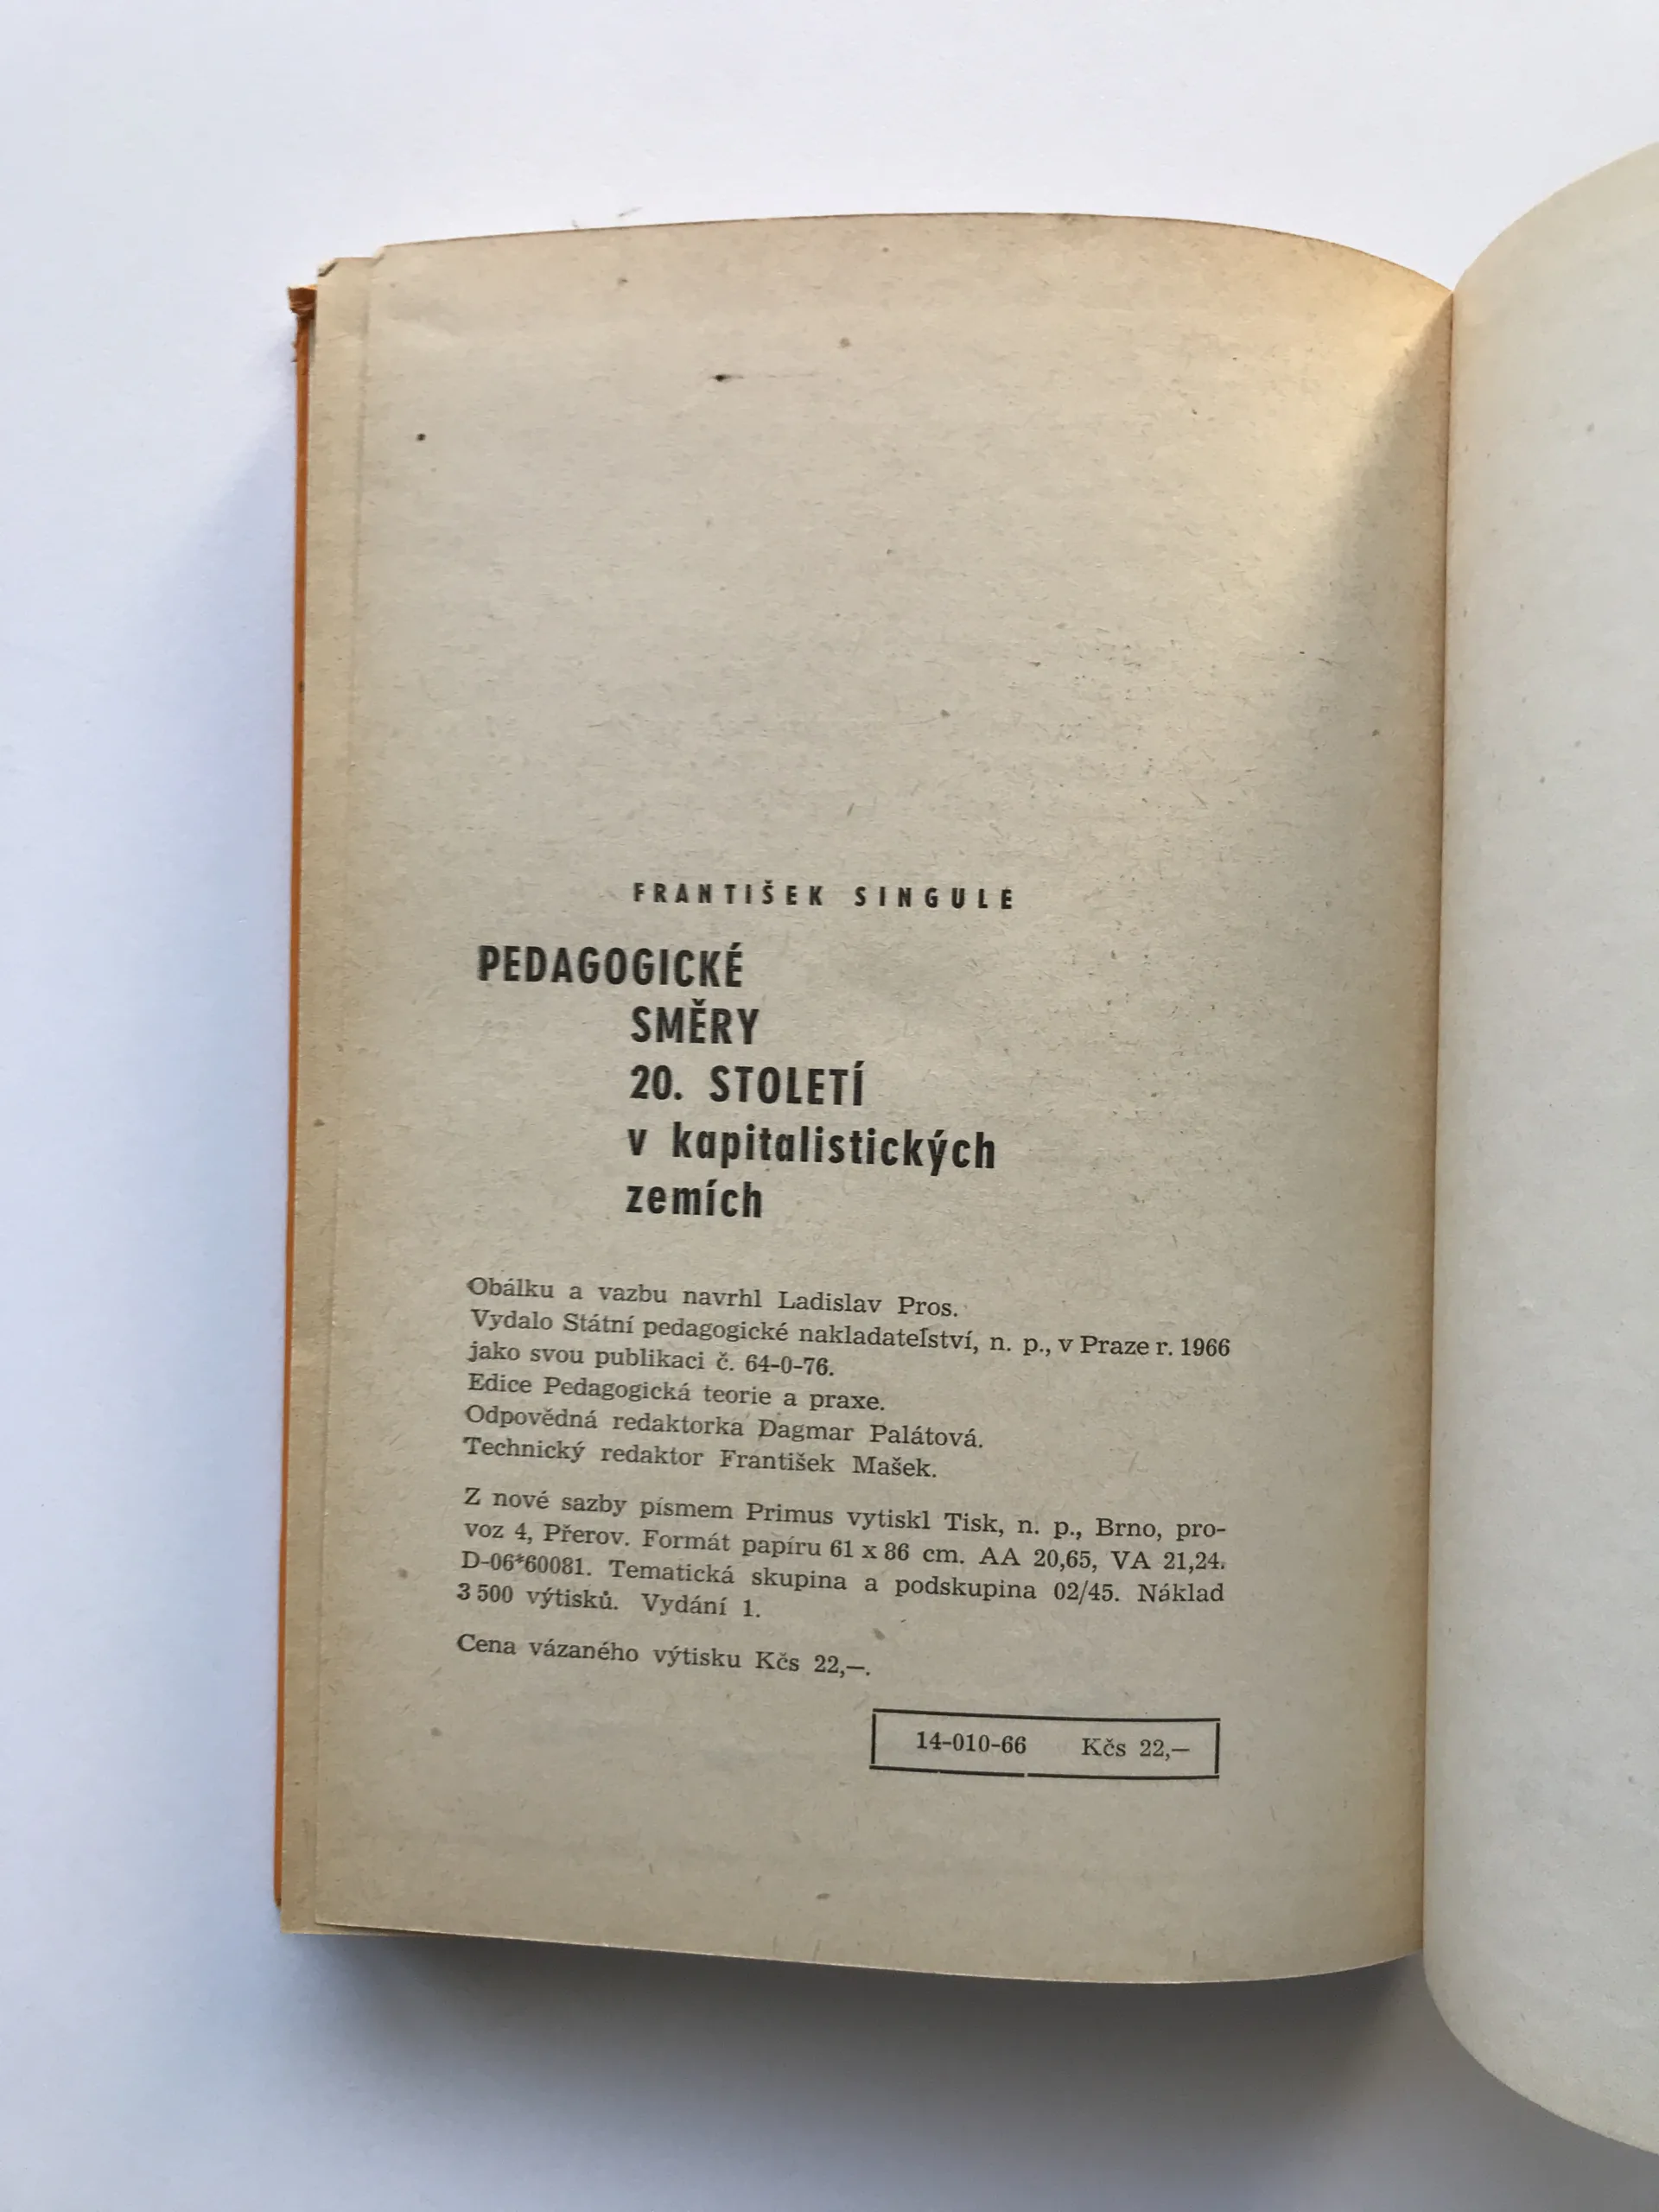 FRANTIŠEK SINGULE
PEDAGOGICKÉ
SMĚRY
20. STOLETÍ
v kapitalistických
zemích
Obálku a vazbu navrhl Ladislav Pros.
Vydalo Státní pedagogické nakladatelství, n. p., v Praze r. 1966
jako svou publikaci č. 64-0-76.
Edice Pedagogická teorie a praxe.
Odpovědná redaktorka Dagmar Palátová.
Technický redaktor František Mašek.
Z nové sazby písmem Primus vytiskl Tisk, n. p., Brno, pro-
voz 4, Přerov. Formát papíru 61 x 86 cm. AA 20,65, VA 21,24.
D-06*60081. Tematická skupina a podskupina 02/45. Náklad
3 500 výtisků. Vydání 1.
Cena vázaného výtisku Kčs 22,—.
14-010-66 Kčs 22,—